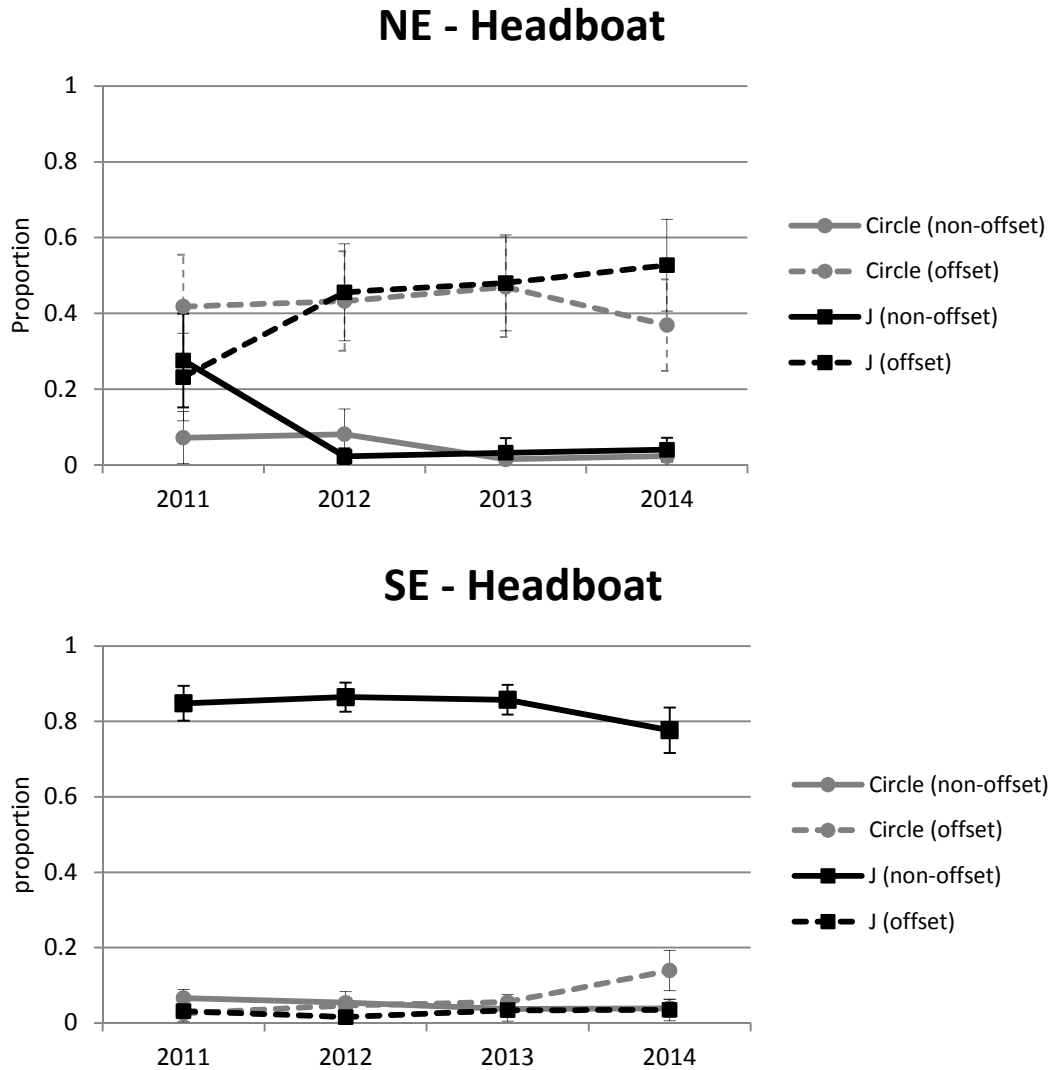 NE - Headboat
1
0.8
0.6
0.4
0.2
0
Proportion
2011 2012 2013 2014
Circle (non-offset)
Circle (offset)
J (non-offset)
J (offset)
SE - Headboat
1
0.8
0.6
0.4
0.2
0
proportion
2011 2012 2013 2014
Circle (non-offset)
Circle (offset)
J (non-offset)
J (offset)